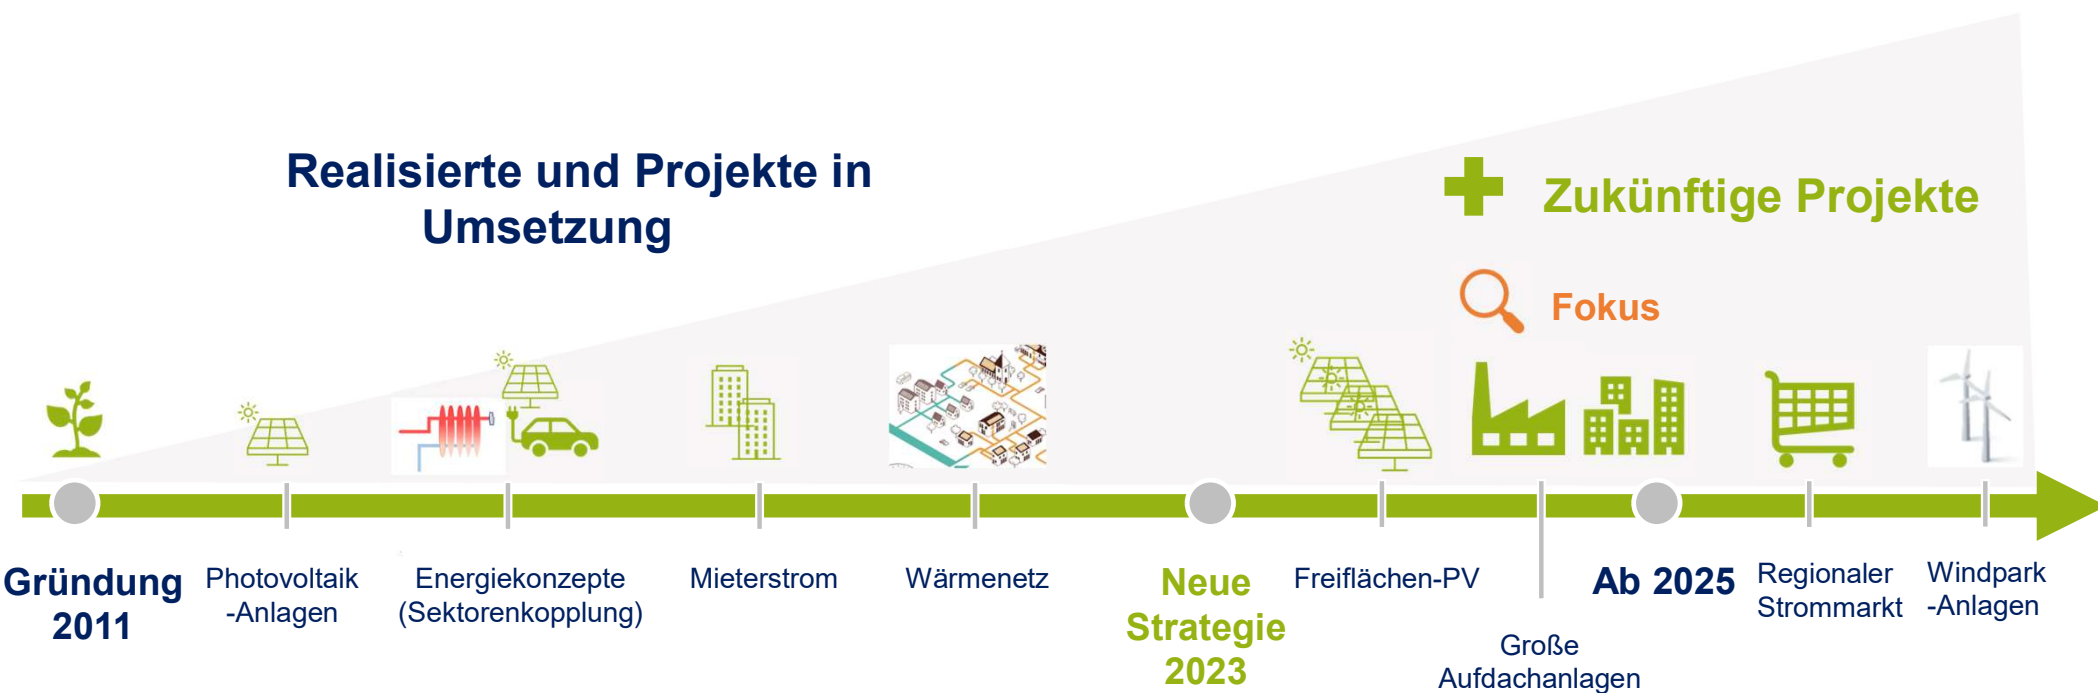 Realisierte und Projekte in
Umsetzung
Zukünftige Projekte
Fokus
Gründung
2011
Photovoltaik
-Anlagen
Energiekonzepte
(Sektorenkopplung)
Mieterstrom
Wärmenetz
Neue
Strategie
2023
Freiflächen-PV
Große
Aufdachanlagen
Ab 2025
Regionaler
Strommarkt
Windpark
-Anlagen